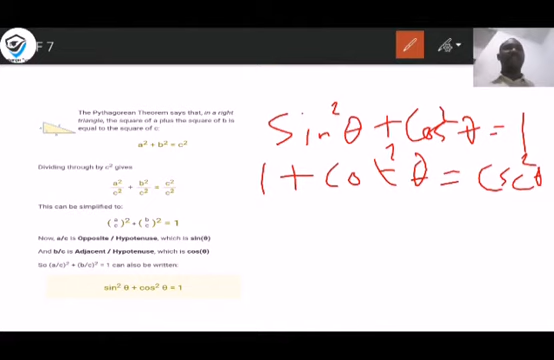 F 7
The Pythagorean Theorem says that, in a right
triangle, the square of a plus the square of b is
equal to the square of c:
a² + b² = c²
Dividing through by c² gives
a²/c² + b²/c² = c²/c²
This can be simplified to:
(a/c)² + (b/c)² = 1
Now, a/c is Opposite / Hypotenuse, which is sin(θ)
And b/c is Adjacent / Hypotenuse, which is cos(θ)
So (a/c)² + (b/c)² = 1 can also be written:
sin² θ + cos² θ = 1
Sin²θ + Cos²θ = 1
1 + Cot²θ = Csc²θ